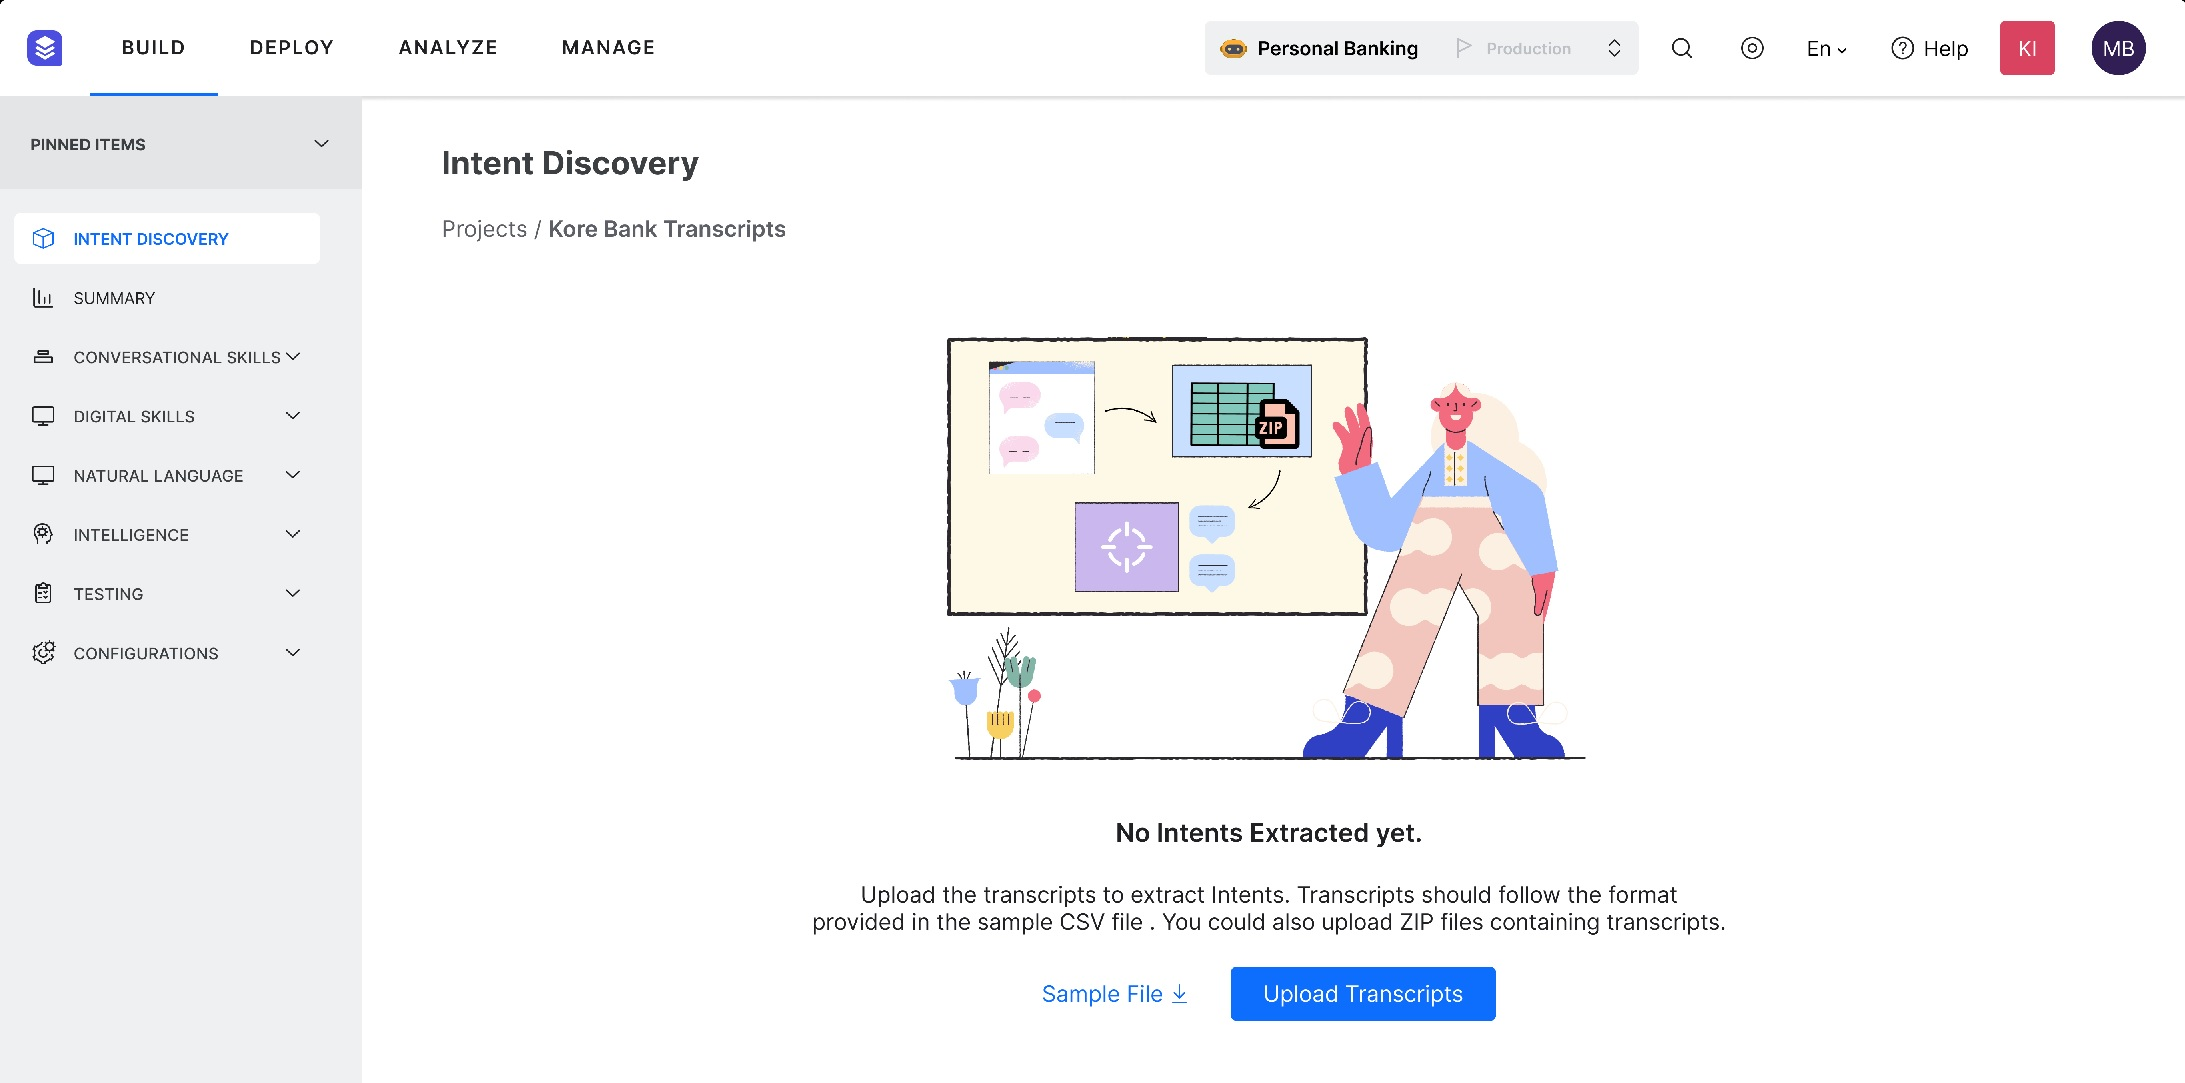 BUILD DEPLOY ANALYZE MANAGE Personal Banking Production En Help KI MB
PINNED ITEMS
INTENT DISCOVERY
SUMMARY
CONVERSATIONAL SKILLS
DIGITAL SKILLS
NATURAL LANGUAGE
INTELLIGENCE
TESTING
CONFIGURATIONS
Intent Discovery
Projects / Kore Bank Transcripts
ZIP
No Intents Extracted yet.
Upload the transcripts to extract Intents. Transcripts should follow the format
provided in the sample CSV file . You could also upload ZIP files containing transcripts.
Sample File Upload Transcripts